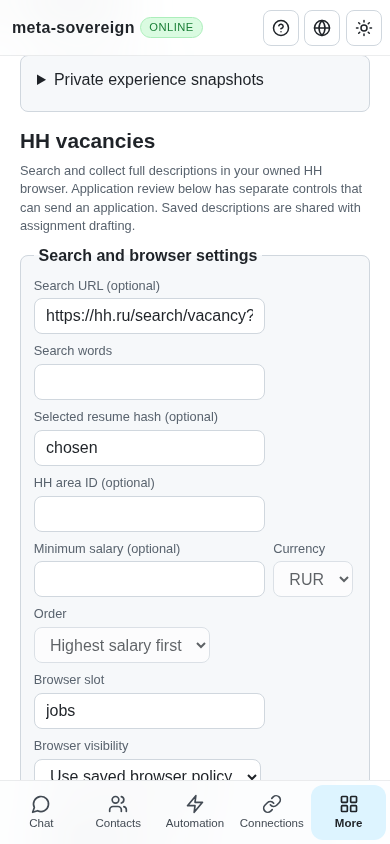 meta-sovereign ONLINE
Private experience snapshots
HH vacancies
Search and collect full descriptions in your owned HH
browser. Application review below has separate controls that
can send an application. Saved descriptions are shared with
assignment drafting.
Search and browser settings
Search URL (optional)
https://hh.ru/search/vacancy?
Search words
Selected resume hash (optional)
chosen
HH area ID (optional)
Minimum salary (optional) Currency
RUR
Order
Highest salary first
Browser slot
jobs
Browser visibility
Use saved browser policy
Chat Contacts Automation Connections More